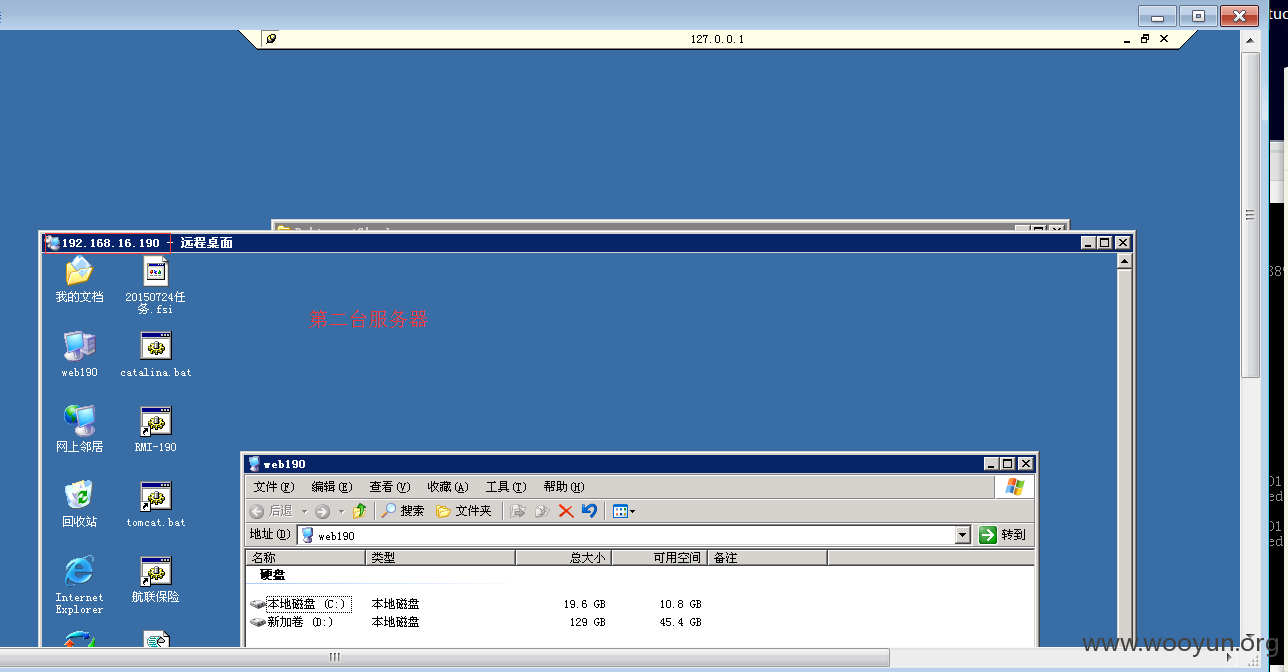 127.0.0.1
192.168.16.190 - 远程桌面
我的文档
20150724任
务.fsi
第二台服务器
web190
catalina.bat
网上邻居
RMI-190
回收站
tomcat.bat
Internet
Explorer
航联保险
web190
文件(F) 编辑(E) 查看(V) 收藏(A) 工具(T) 帮助(H)
后退 搜索 文件夹
地址(D) web190 转到
名称 类型 总大小 可用空间 备注
硬盘
本地磁盘 (C:) 本地磁盘 19.6 GB 10.8 GB
新加卷 (D:) 本地磁盘 129 GB 45.4 GB
www.wooyun.org